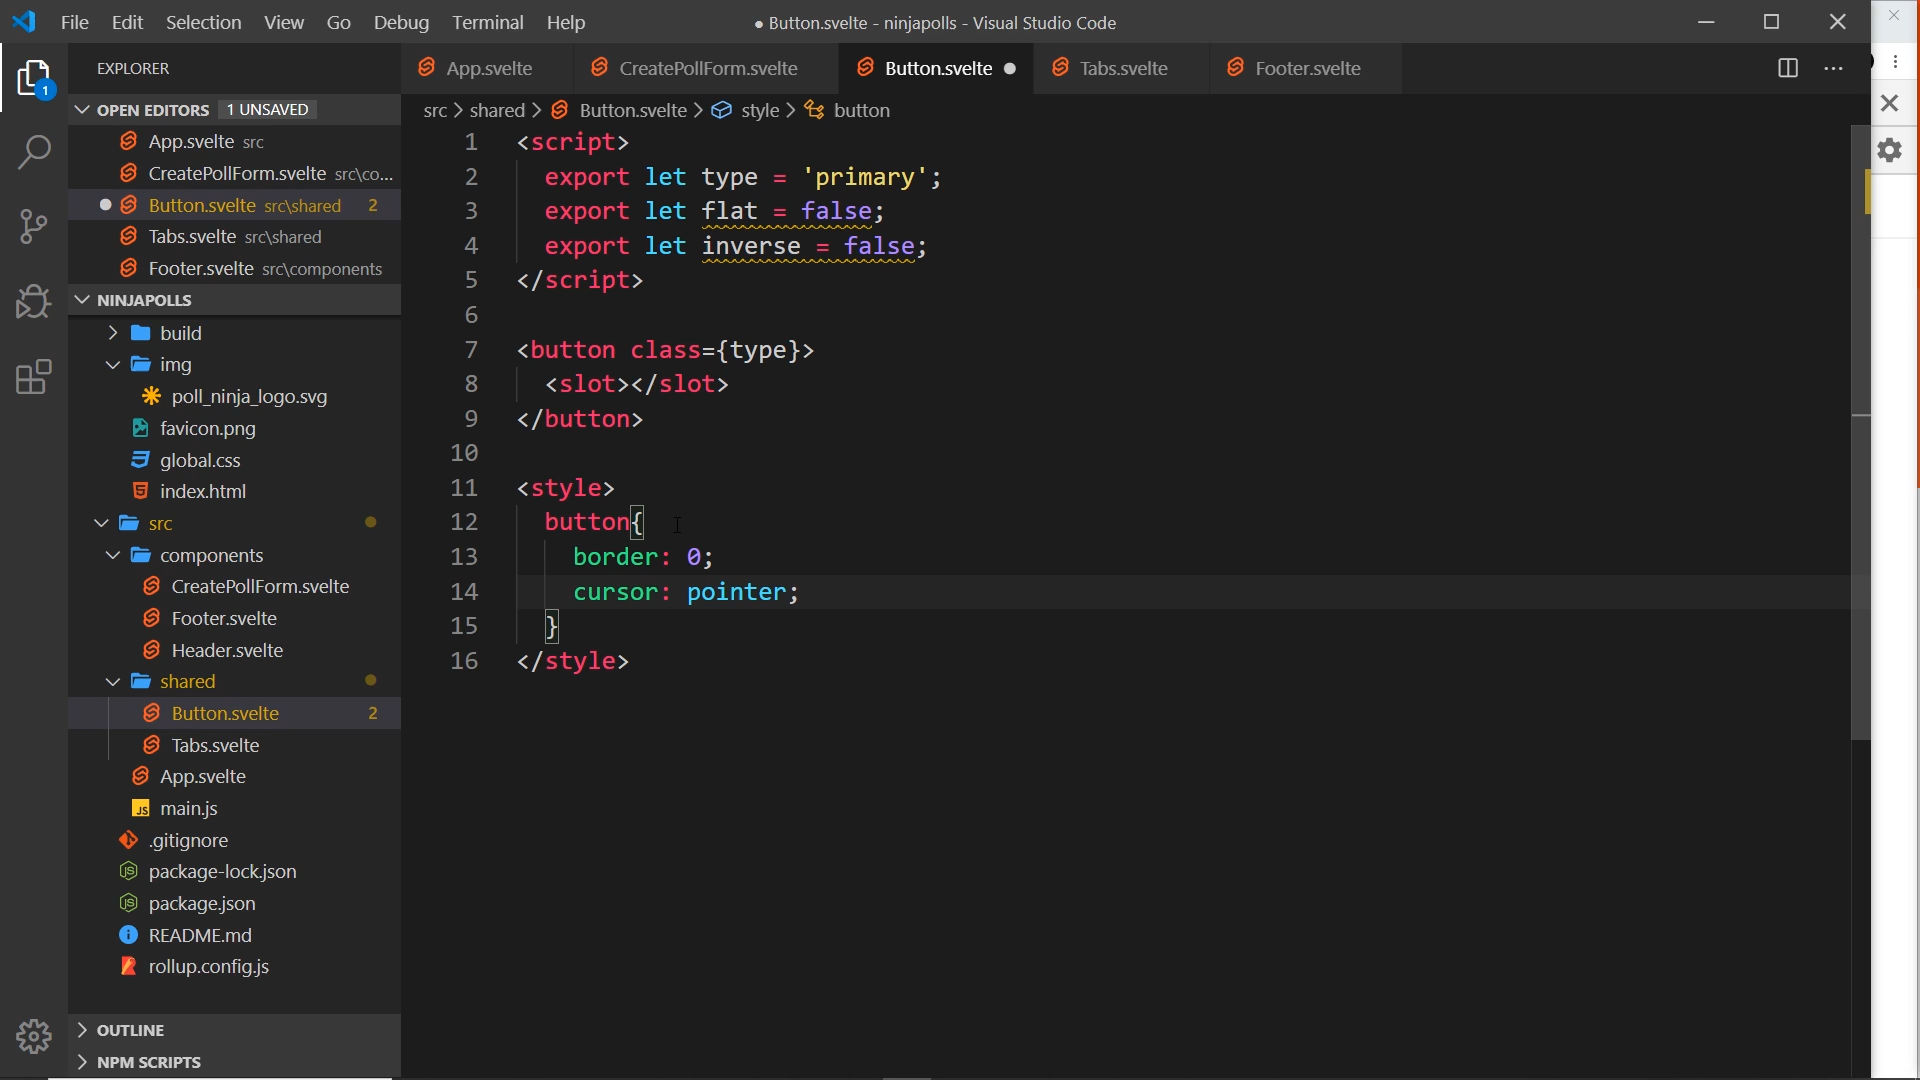 File Edit Selection View Go Debug Terminal Help
● Button.svelte - ninjapolls - Visual Studio Code
EXPLORER
OPEN EDITORS 1 UNSAVED
App.svelte src
CreatePollForm.svelte src\co...
Button.svelte src\shared 2
Tabs.svelte src\shared
Footer.svelte src\components
NINJAPOLLS
build
img
poll_ninja_logo.svg
favicon.png
global.css
index.html
src
components
CreatePollForm.svelte
Footer.svelte
Header.svelte
shared
Button.svelte 2
Tabs.svelte
App.svelte
JS main.js
.gitignore
package-lock.json
package.json
README.md
rollup.config.js
OUTLINE
NPM SCRIPTS
1
App.svelte CreatePollForm.svelte Button.svelte Tabs.svelte Footer.svelte
src > shared > Button.svelte > style > button
1 <script>
2 export let type = 'primary';
3 export let flat = false;
4 export let inverse = false;
5 </script>
6
7 <button class={type}>
8 <slot></slot>
9 </button>
10
11 <style>
12 button{
13 border: 0;
14 cursor: pointer;
15 }
16 </style>